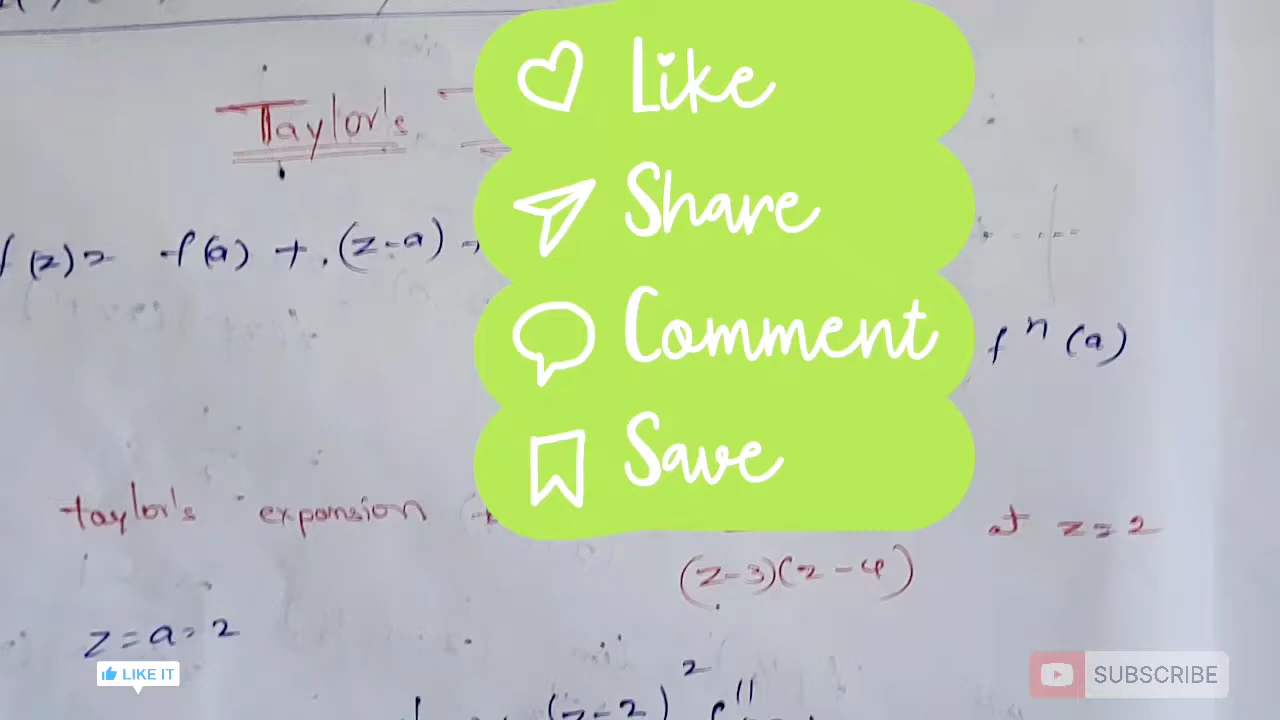 Taylor's
f(z) = f(a) + (z-a)
f^n (a)
Taylor's expansion at z = 2
(z-3)(z-4)
z = a = 2
(z-2)^2 f''
Like
Share
Comment
Save
LIKE IT
SUBSCRIBE